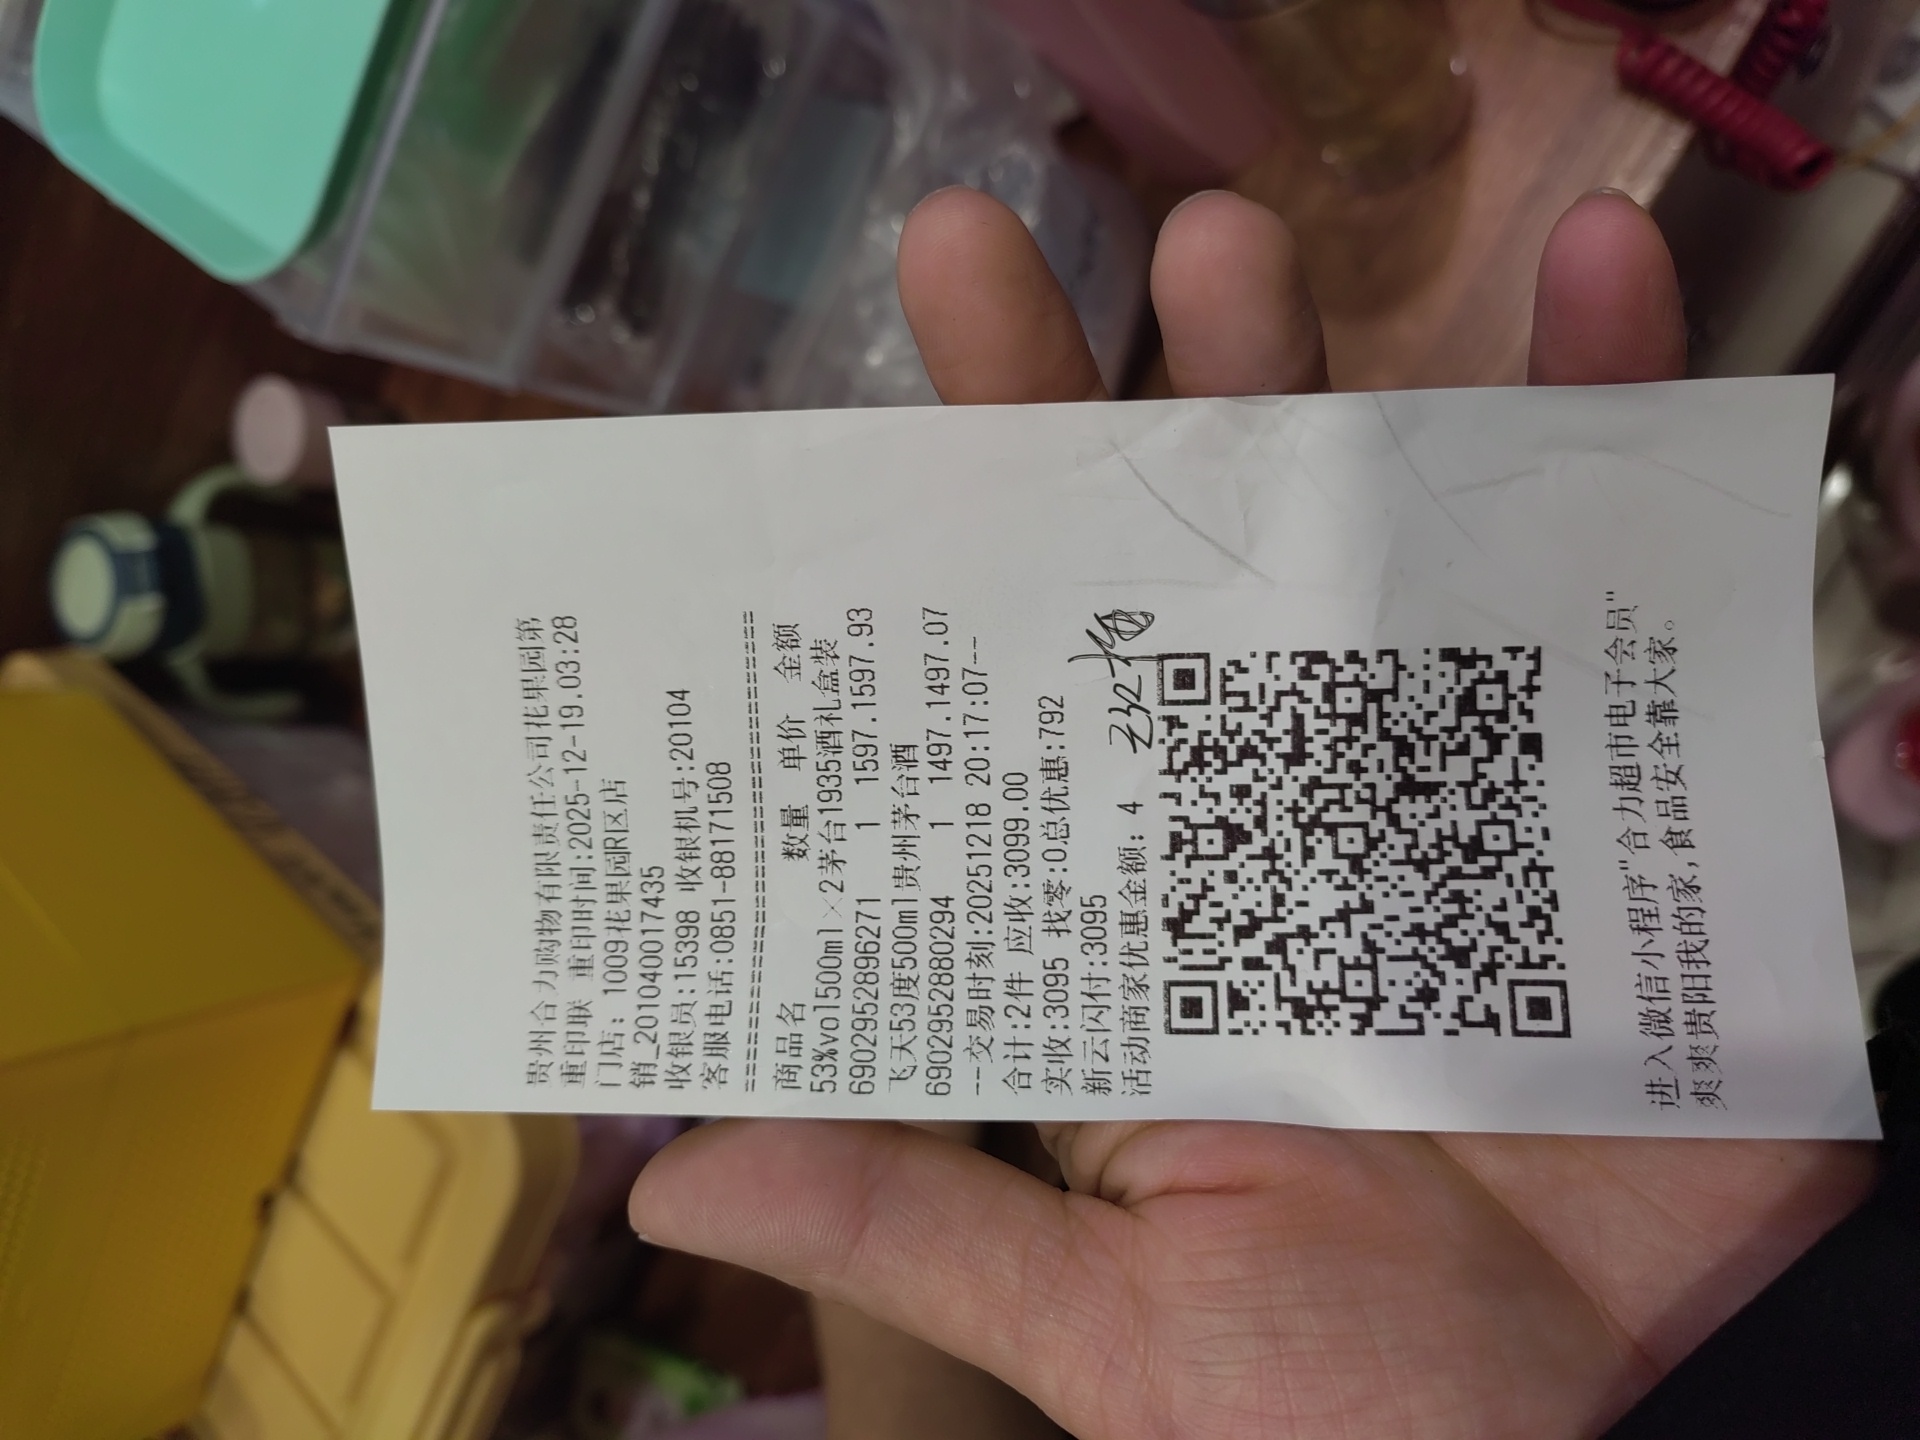 贵州合力购物有限责任公司花果园第
重印联 重印时间:2025-12-19.03:28
门店: 1009花果园R区店
销_2010400017435
收银员:15398 收银机号:20104
客服电话:0851-88171508
商品名 数量 单价 金额
53%vol500ml×2茅台1935酒礼盒装
6902952896271 1 1597.1597.93
飞天53度500ml贵州茅台酒
6902952880294 1 1497.1497.07
--交易时刻:20251218 20:17:07--
合计:2件 应收:3099.00
实收:3095 找零:0总优惠:792
新云闪付:3095
活动商家优惠金额: 4
进入微信小程序"合力超市电子会员"
爽爽贵阳我的家,食品安全靠大家。